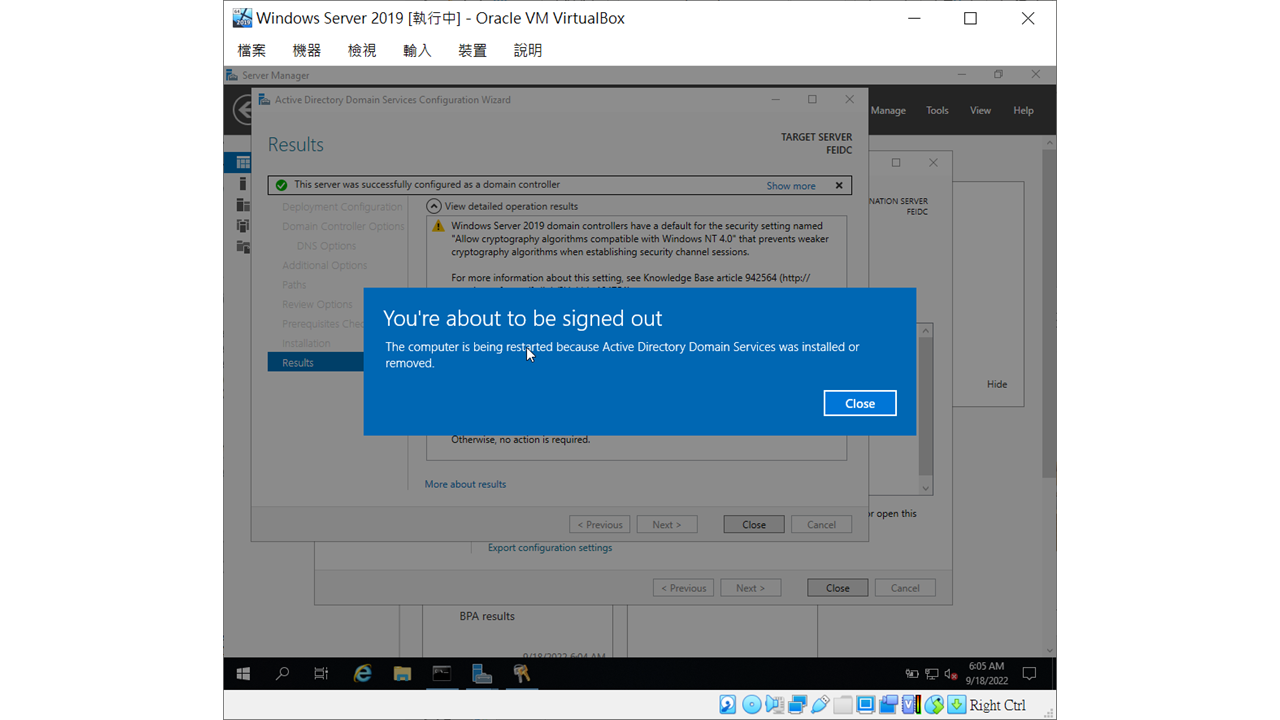 Windows Server 2019 [執行中] - Oracle VM VirtualBox
檔案 機器 檢視 輸入 裝置 說明
Server Manager
Active Directory Domain Services Configuration Wizard
Manage Tools View Help
Results
TARGET SERVER
FEIDC
This server was successfully configured as a domain controller Show more
Deployment Configuration
Domain Controller Options
DNS Options
Additional Options
Paths
Review Options
Prerequisites Chec
Installation
Results
View detailed operation results
Windows Server 2019 domain controllers have a default for the security setting named
"Allow cryptography algorithms compatible with Windows NT 4.0" that prevents weaker
cryptography algorithms when establishing security channel sessions.
For more information about this setting, see Knowledge Base article 942564 (http://
NATION SERVER
FEIDC
You're about to be signed out
The computer is being restarted because Active Directory Domain Services was installed or
removed.
Close
Hide
Otherwise, no action is required.
More about results
or open this
< Previous Next > Close Cancel
Export configuration settings
< Previous Next > Close Cancel
BPA results
9/18/2022 6:04 AM
6:05 AM
9/18/2022
Right Ctrl